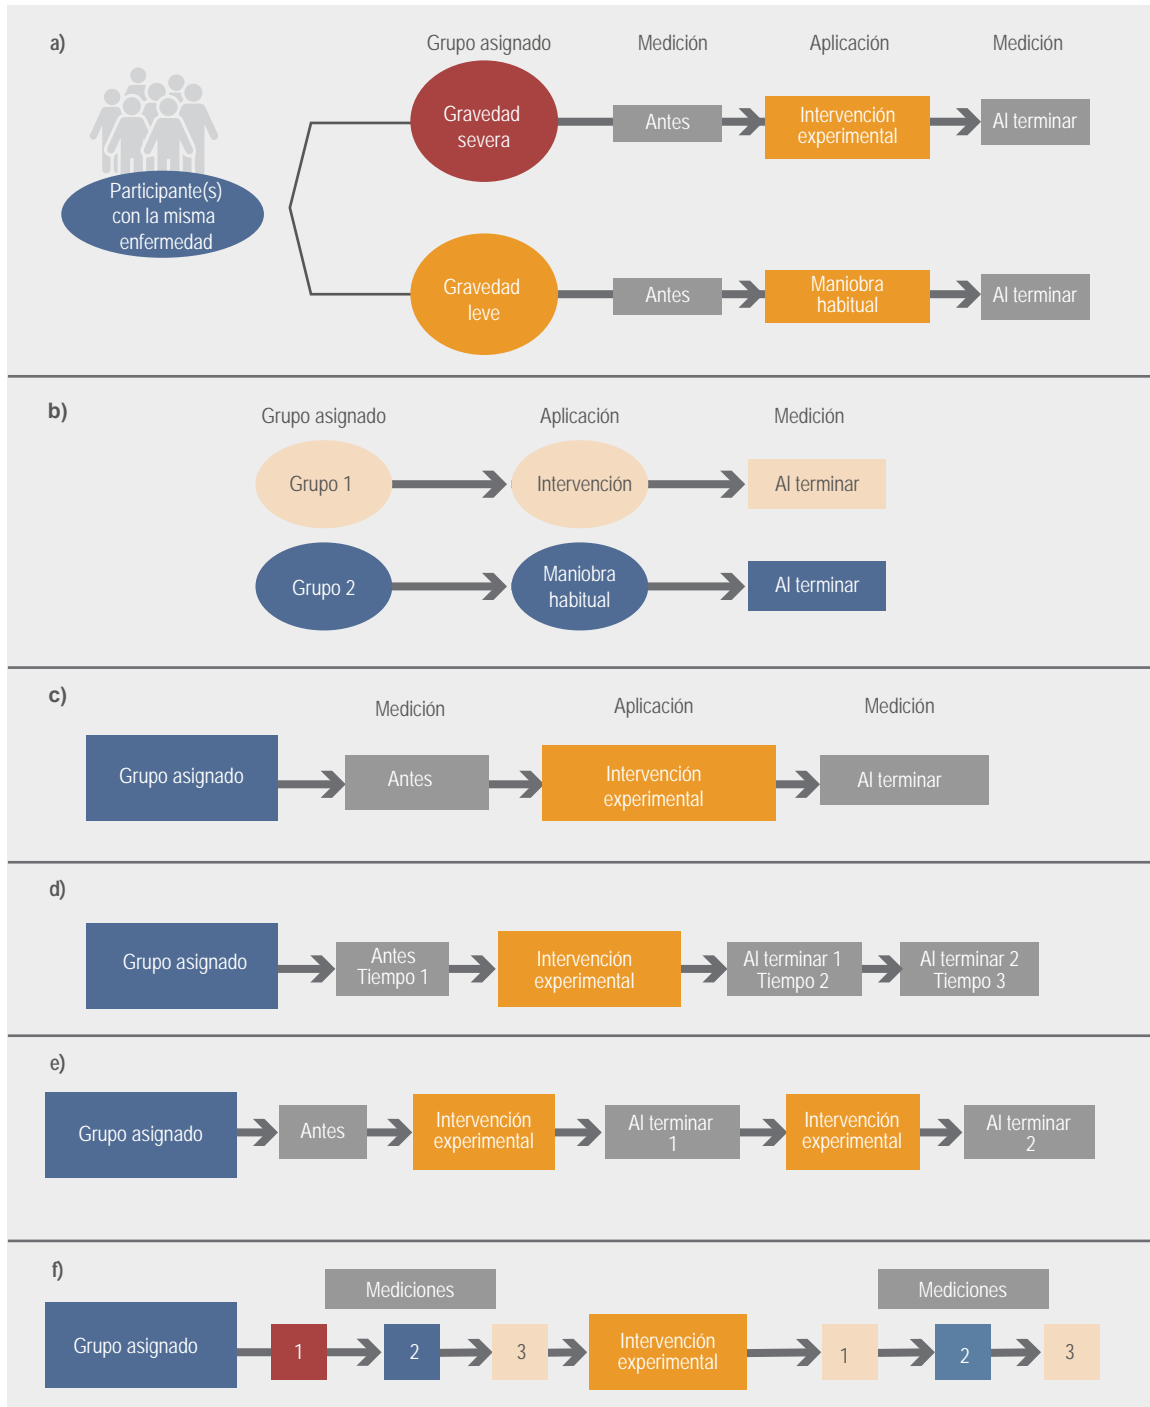 a)
Grupo asignado
Medición
Aplicación
Medición
Participante(s)
con la misma
enfermedad
Gravedad
severa
Antes
Intervención
experimental
Al terminar
Gravedad
leve
Antes
Maniobra
habitual
Al terminar
b)
Grupo asignado
Aplicación
Medición
Grupo 1
Intervención
Al terminar
Grupo 2
Maniobra
habitual
Al terminar
c)
Medición
Aplicación
Medición
Grupo asignado
Antes
Intervención
experimental
Al terminar
d)
Grupo asignado
Antes
Tiempo 1
Intervención
experimental
Al terminar 1
Tiempo 2
Al terminar 2
Tiempo 3
e)
Grupo asignado
Antes
Intervención
experimental
Al terminar
1
Intervención
experimental
Al terminar
2
f)
Mediciones
Mediciones
Grupo asignado
1
2
3
Intervención
experimental
1
2
3